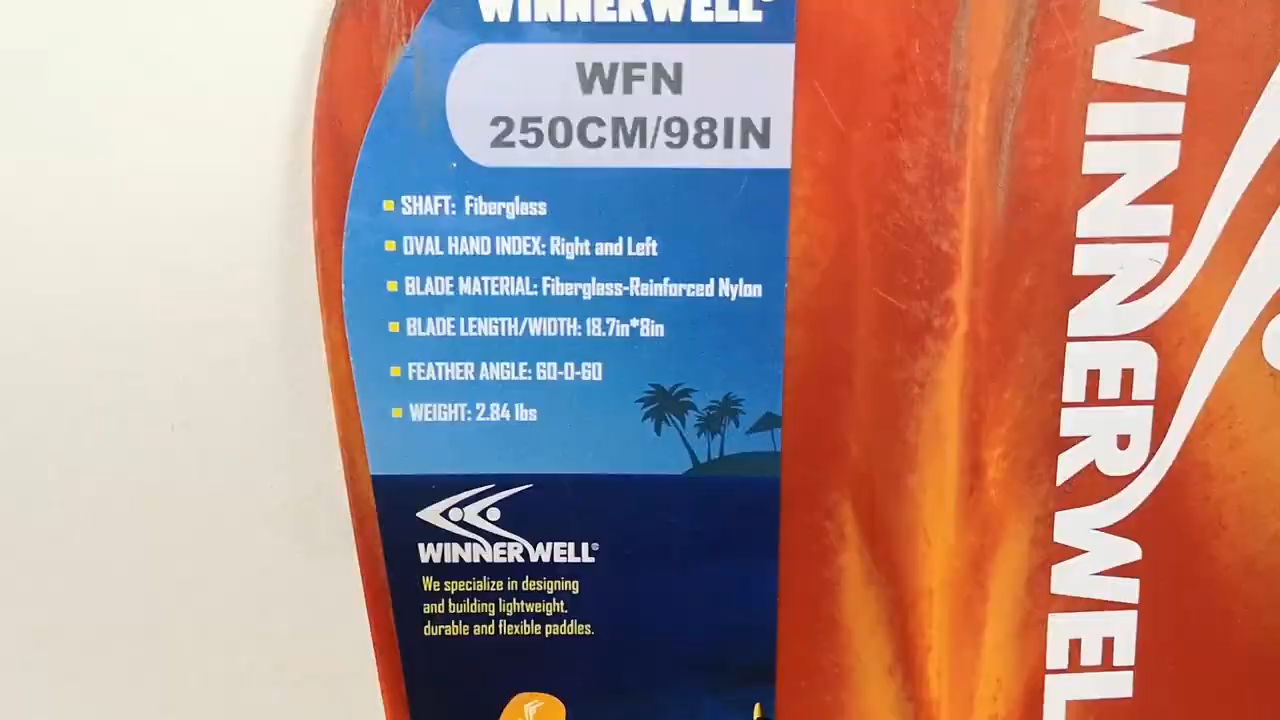 WINNERWELL®
WFN
250CM/98IN
SHAFT: Fiberglass
OVAL HAND INDEX: Right and Left
BLADE MATERIAL: Fiberglass-Reinforced Nylon
BLADE LENGTH/WIDTH: 18.7in*8in
FEATHER ANGLE: 60-0-60
WEIGHT: 2.84 lbs
WINNERWELL®
We specialize in designing
and building lightweight,
durable and flexible paddles.
WINNERWEL